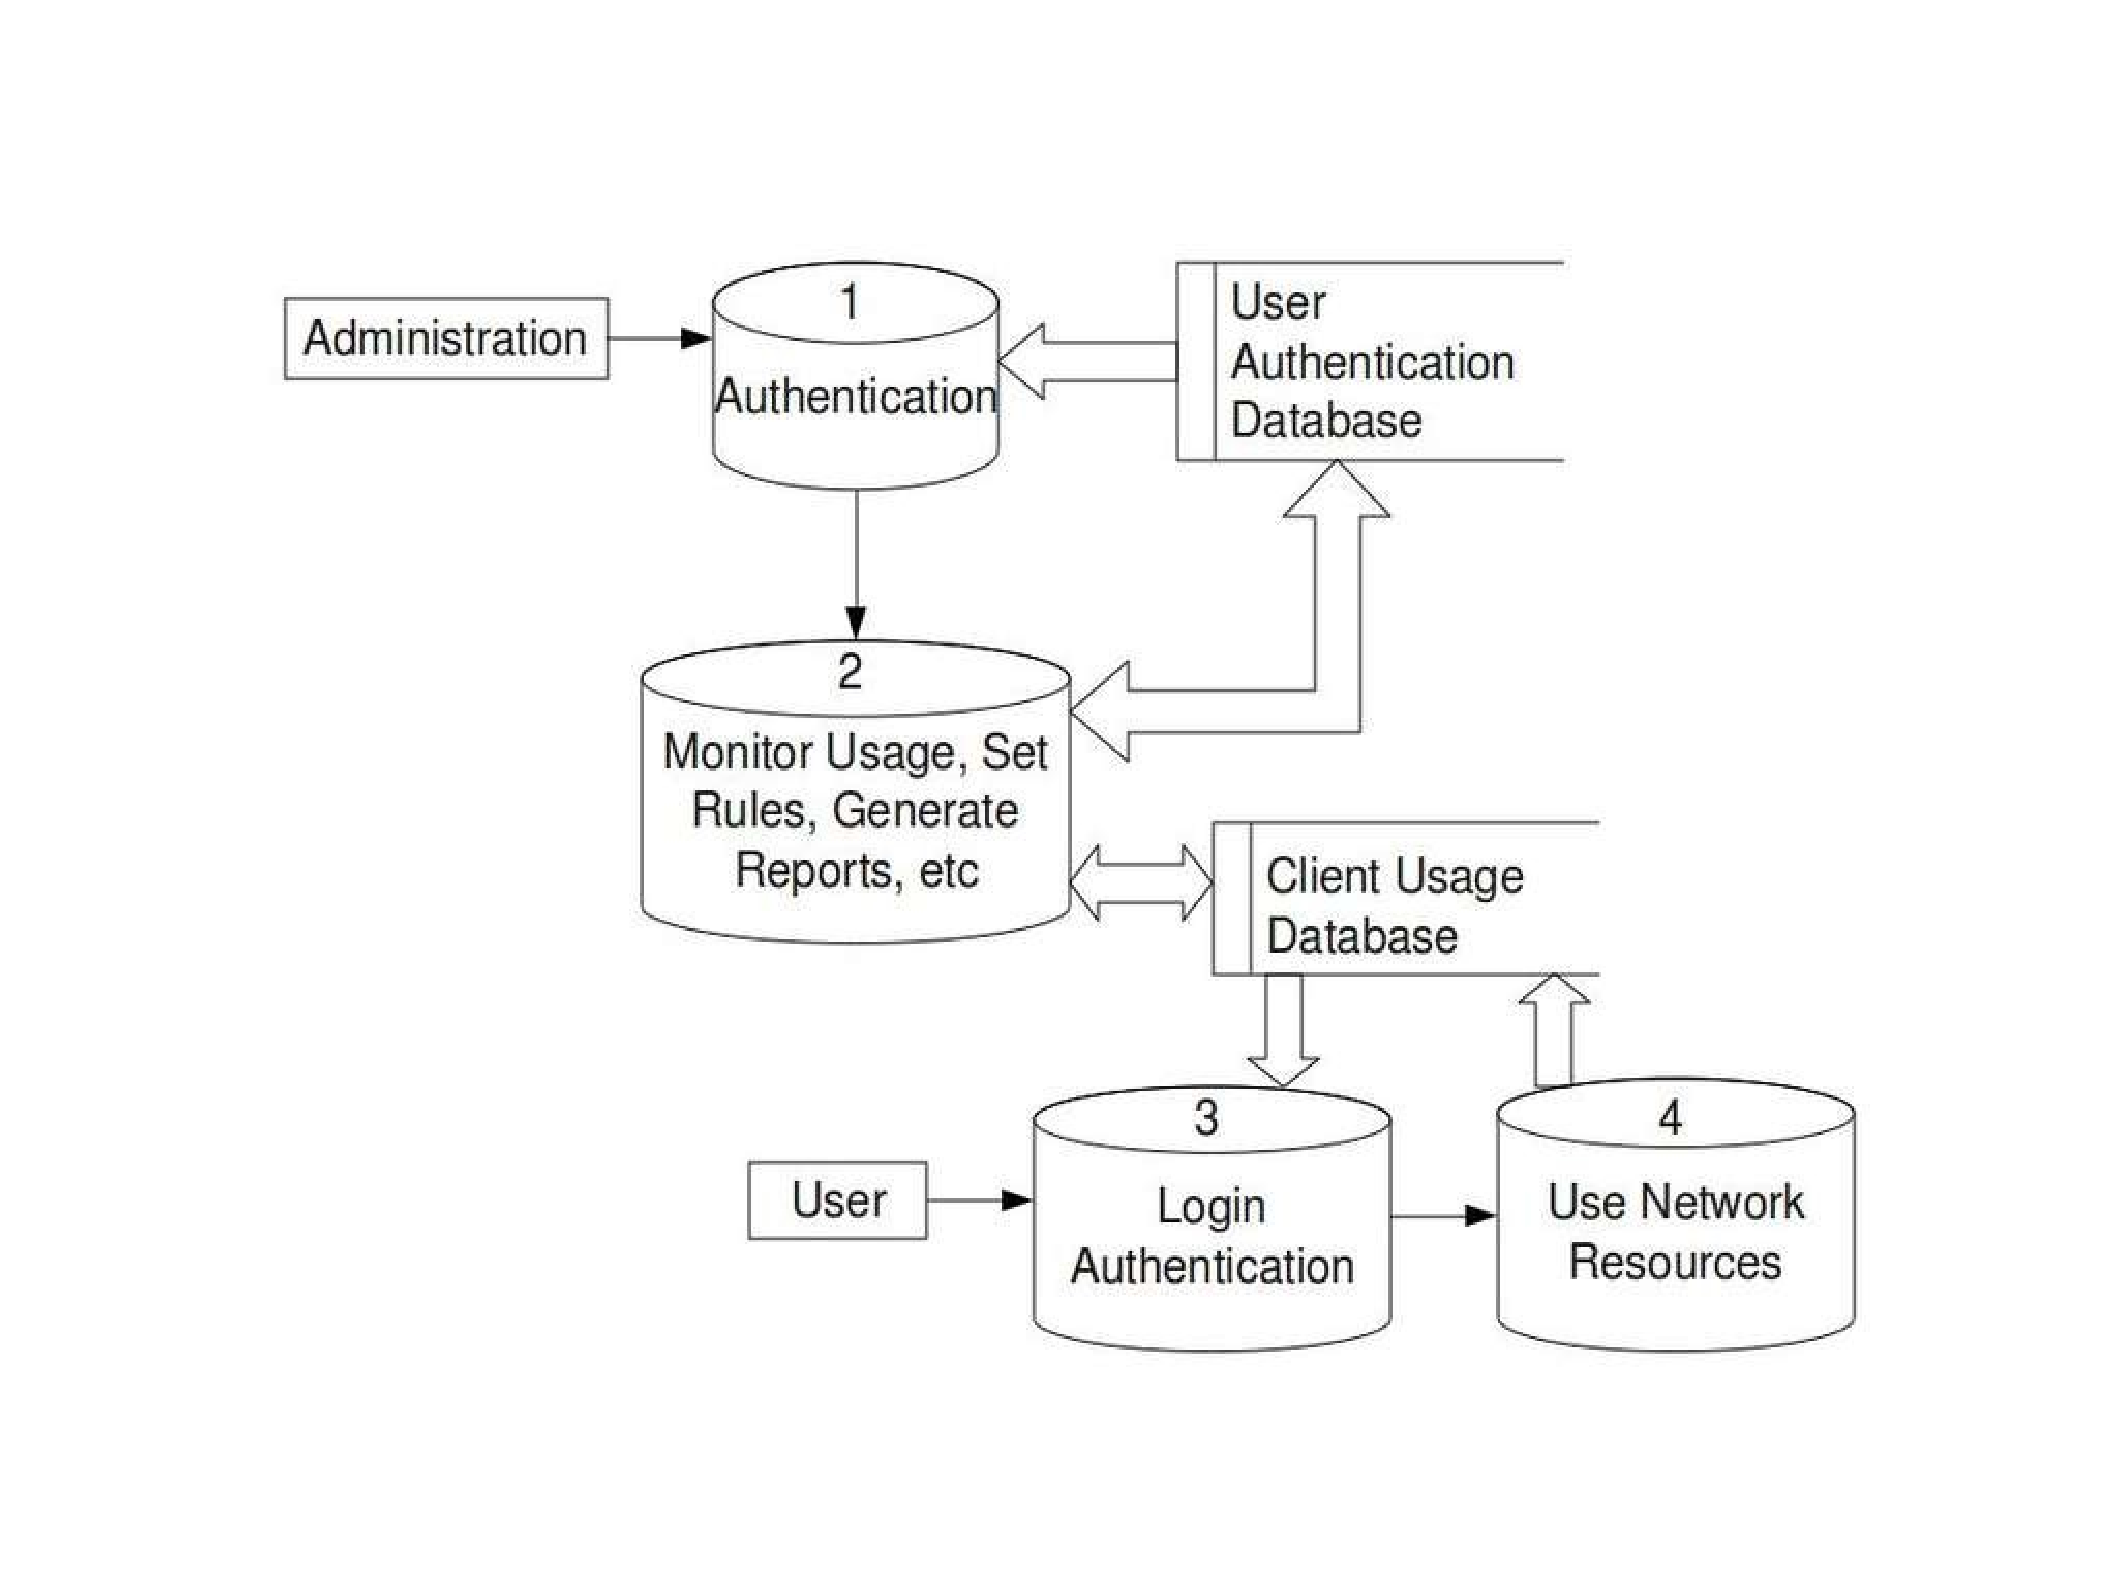 1
Administration
Authentication
User
Authentication
Database
2
Monitor Usage, Set
Rules, Generate
Reports, etc
Client Usage
Database
3
4
User
Login
Authentication
Use Network
Resources